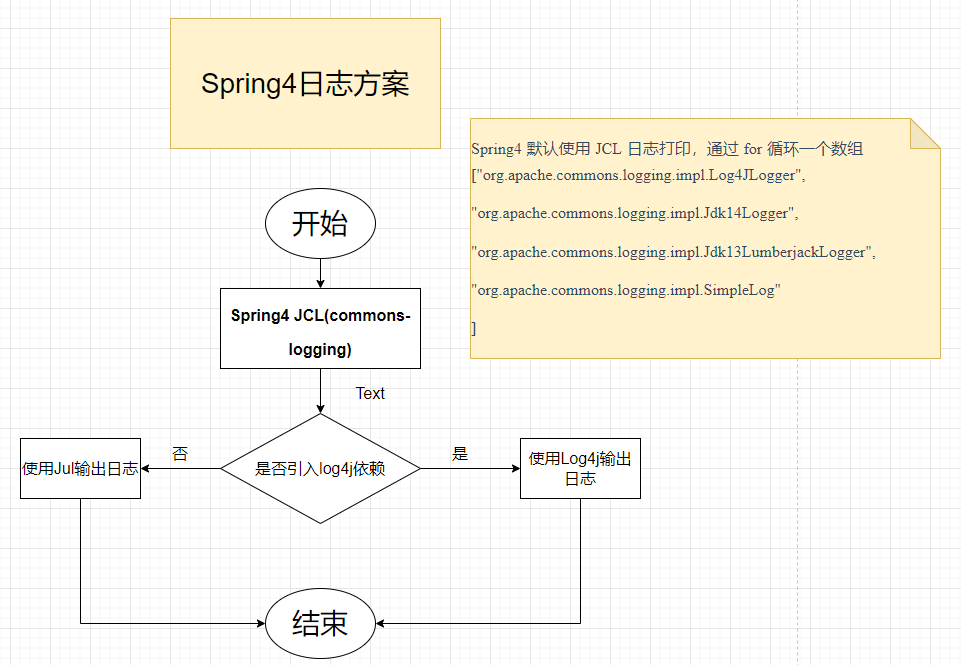 Spring4日志方案
Spring4 默认使用 JCL 日志打印，通过 for 循环一个数组
["org.apache.commons.logging.impl.Log4JLogger",
"org.apache.commons.logging.impl.Jdk14Logger",
"org.apache.commons.logging.impl.Jdk13LumberjackLogger",
"org.apache.commons.logging.impl.SimpleLog"
]
开始
Spring4 JCL(commons-
logging)
Text
否
是
使用Jul输出日志
是否引入log4j依赖
使用Log4j输出
日志
结束